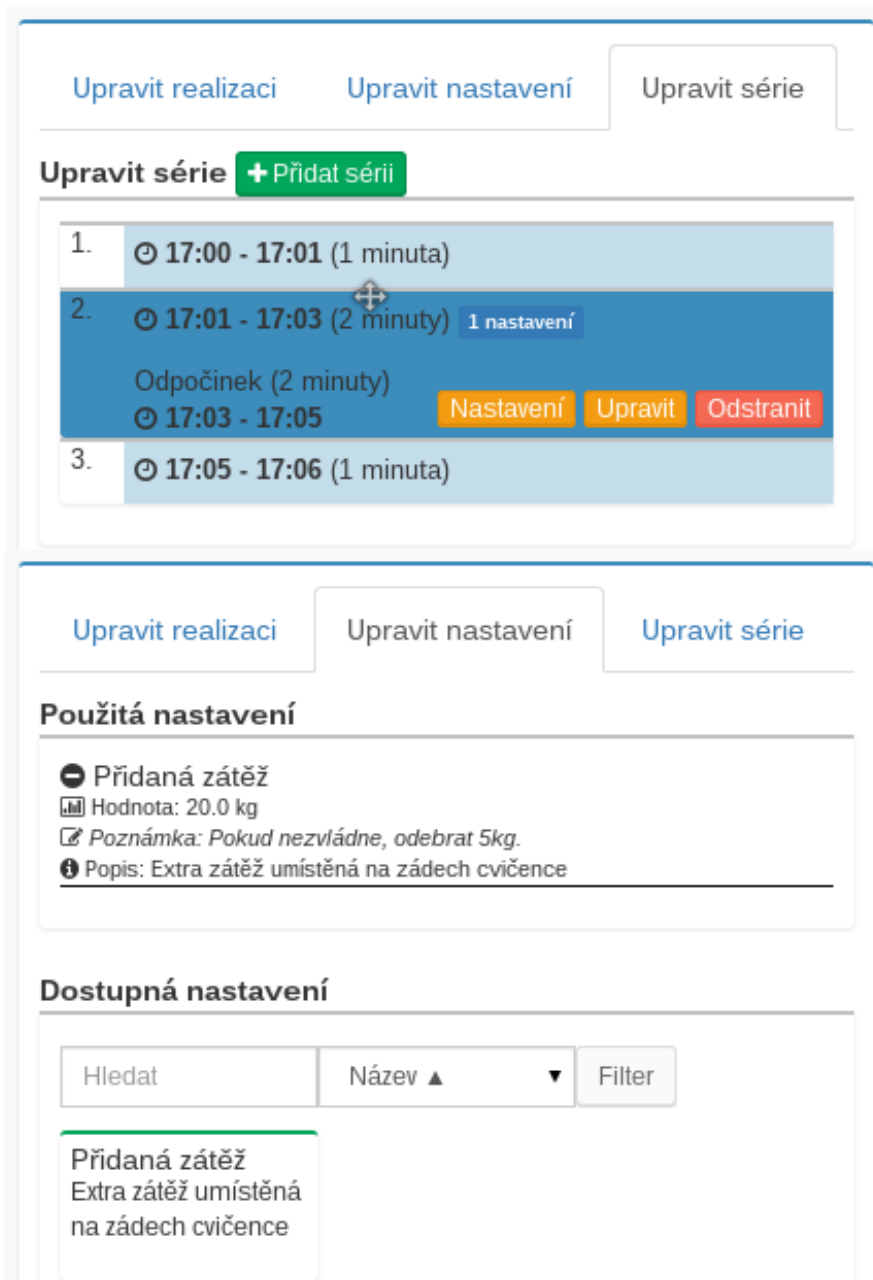 Upravit realizaci Upravit nastavení Upravit série
Upravit série Přidat sérii
1. 17:00 - 17:01 (1 minuta)
2. 17:01 - 17:03 (2 minuty) 1 nastavení
Odpočinek (2 minuty)
17:03 - 17:05 Nastavení Upravit Odstranit
3. 17:05 - 17:06 (1 minuta)
Upravit realizaci Upravit nastavení Upravit série
Použitá nastavení
Přidaná zátěž
Hodnota: 20.0 kg
Poznámka: Pokud nezvládne, odebrat 5kg.
Popis: Extra zátěž umístěná na zádech cvičence
Dostupná nastavení
Hledat Název ▲ ▼ Filter
Přidaná zátěž
Extra zátěž umístěná
na zádech cvičence